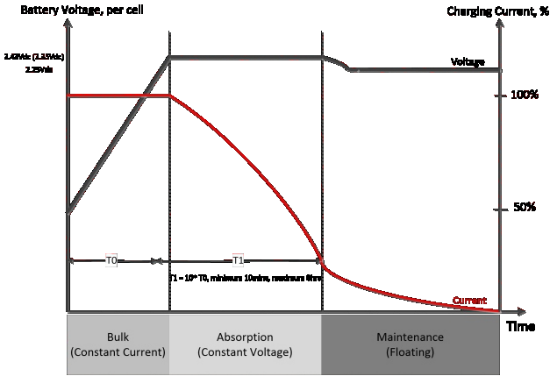 Battery Voltage, per cell
Charging Current, %
2.43Vdc (2.35Vdc)
2.25Vdc
Voltage
100%
50%
T0
T1
T1 = 10* T0, minimum 10mins, maximum 8hrs
Current
Time
Bulk
(Constant Current)
Absorption
(Constant Voltage)
Maintenance
(Floating)